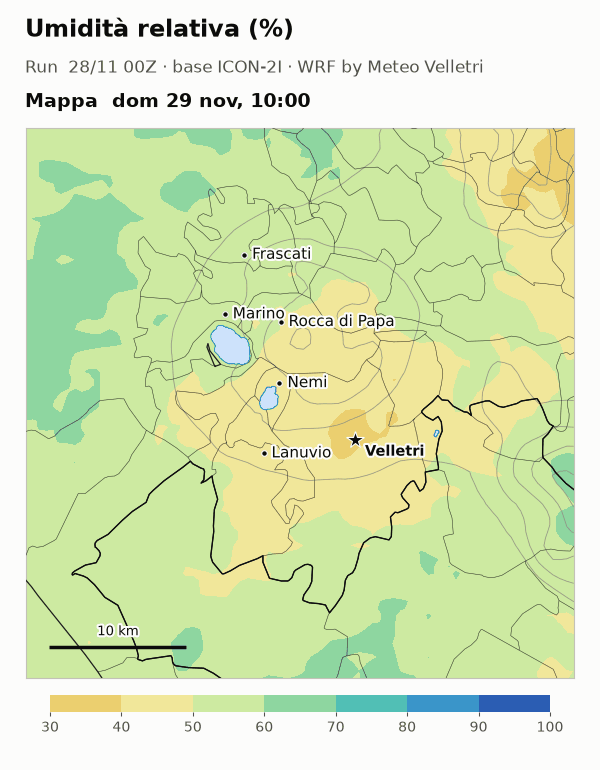 Umidità relativa (%)
Run  28/11 00Z · base ICON-2I · WRF by Meteo Velletri
Mappa  dom 29 nov, 10:00
Frascati
Marino
Rocca di Papa
Nemi
Velletri
Lanuvio
10 km
30 40 50 60 70 80 90 100